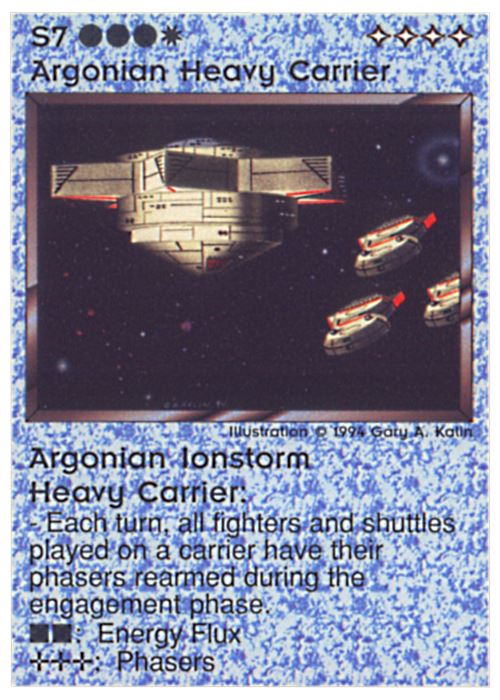 S7
Argonian Heavy Carrier
Illustration © 1994 Gary A. Kalin
Argonian Ionstorm
Heavy Carrier:
- Each turn, all fighters and shuttles
played on a carrier have their
phasers rearmed during the
engagement phase.
■■: Energy Flux
✛✛✛: Phasers